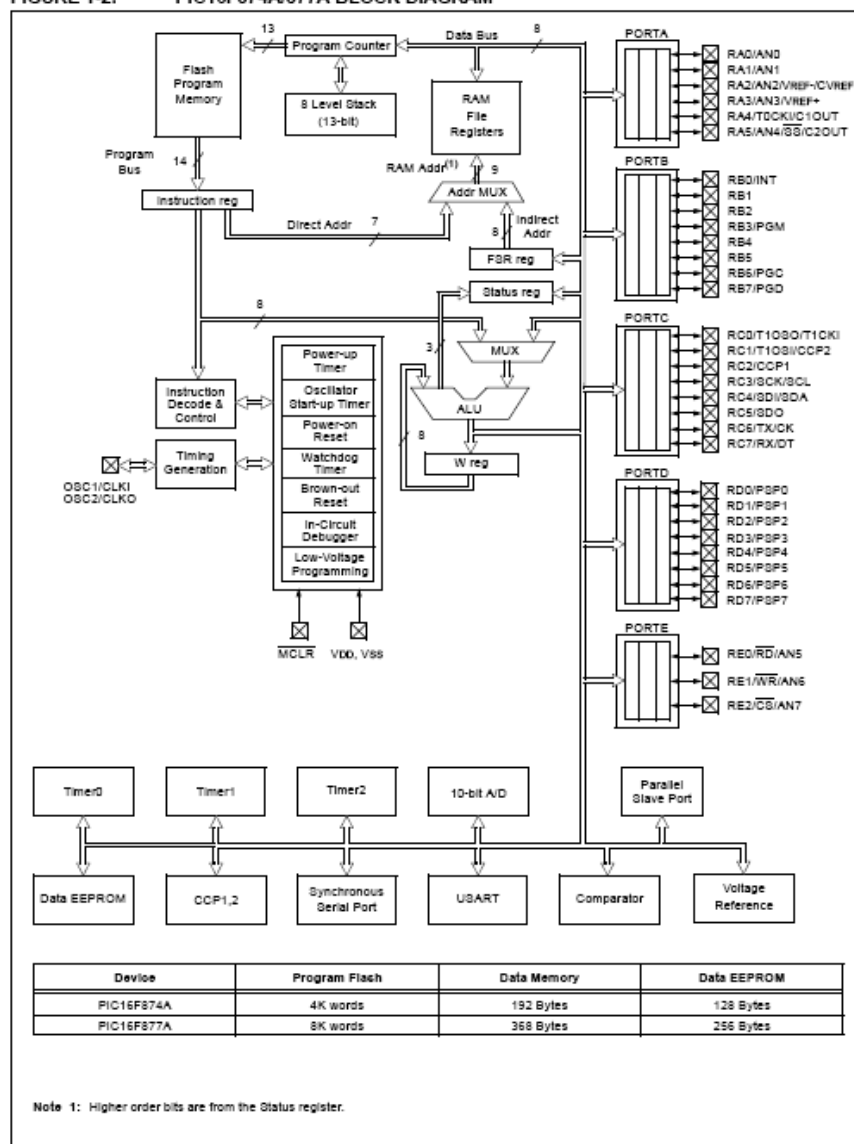 FIGURE 1-2: PIC16F874A/877A BLOCK DIAGRAM
13
Program Counter
Data Bus
8
Flash
Program
Memory
8 Level Stack
(13-bit)
RAM
File
Registers
Program
Bus
14
RAM Addr(1)
9
Addr MUX
Instruction reg
Direct Addr
7
8
Indirect
Addr
FSR reg
Status reg
8
3
MUX
ALU
8
W reg
Power-up
Timer
Oscillator
Start-up Timer
Power-on
Reset
Watchdog
Timer
Brown-out
Reset
In-Circuit
Debugger
Low-Voltage
Programming
Instruction
Decode &
Control
Timing
Generation
OSC1/CLKI
OSC2/CLKO
MCLR
VDD, VSS
PORTA
RA0/AN0
RA1/AN1
RA2/AN2/VREF-/CVREF
RA3/AN3/VREF+
RA4/T0CKI/C1OUT
RA5/AN4/SS/C2OUT
PORTB
RB0/INT
RB1
RB2
RB3/PGM
RB4
RB5
RB6/PGC
RB7/PGD
PORTC
RC0/T1OSO/T1CKI
RC1/T1OSI/CCP2
RC2/CCP1
RC3/SCK/SCL
RC4/SDI/SDA
RC5/SDO
RC6/TX/CK
RC7/RX/DT
PORTD
RD0/PSP0
RD1/PSP1
RD2/PSP2
RD3/PSP3
RD4/PSP4
RD5/PSP5
RD6/PSP6
RD7/PSP7
PORTE
RE0/RD/AN5
RE1/WR/AN6
RE2/CS/AN7
Timer0
Timer1
Timer2
10-bit A/D
Parallel
Slave Port
Data EEPROM
CCP1,2
Synchronous
Serial Port
USART
Comparator
Voltage
Reference
Device Program Flash Data Memory Data EEPROM
PIC16F874A 4K words 192 Bytes 128 Bytes
PIC16F877A 8K words 368 Bytes 256 Bytes
Note 1: Higher order bits are from the Status register.